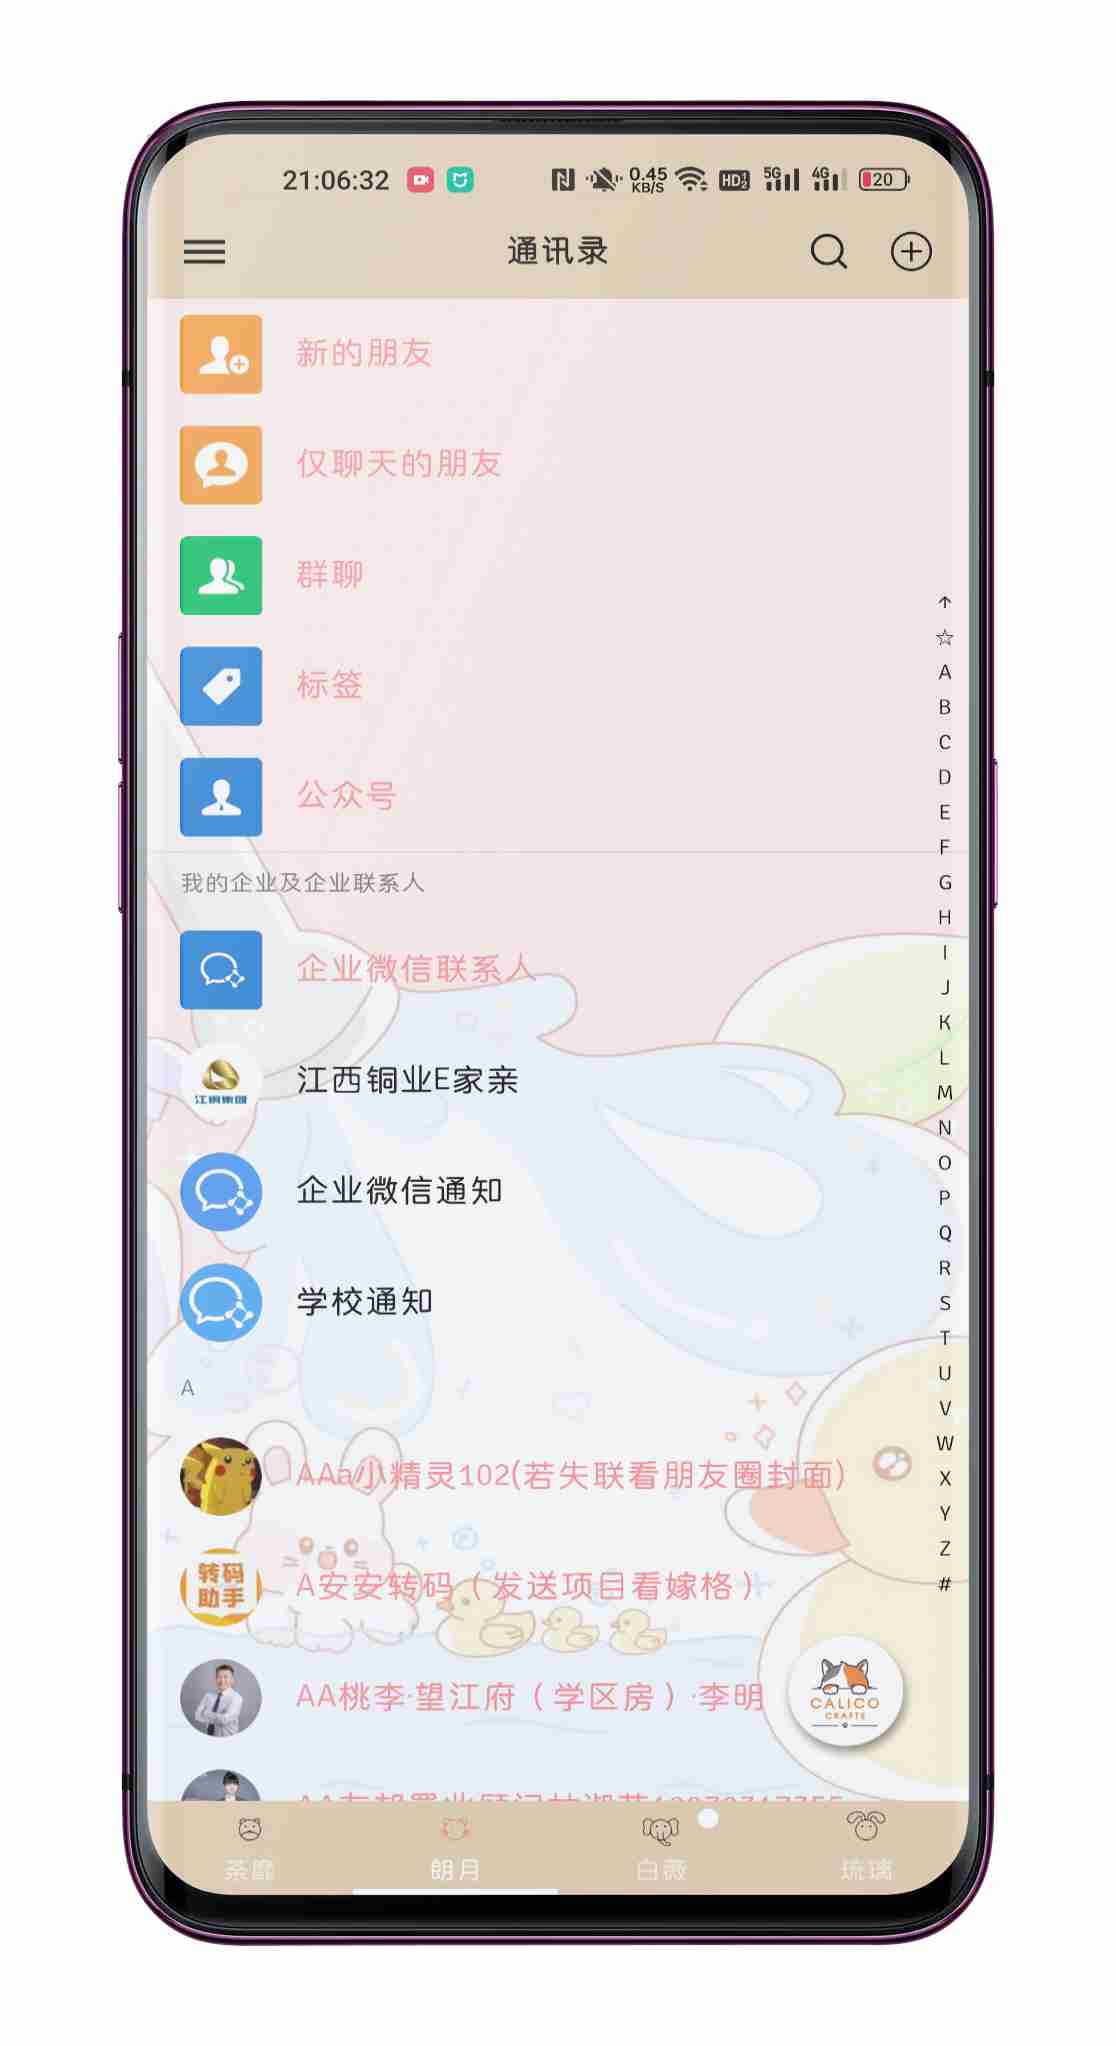 21:06:32
0.45
KB/S
HD
5G
4G
20
通讯录
新的朋友
仅聊天的朋友
群聊
标签
公众号
我的企业及企业联系人
企业微信联系人
江铜集团
江西铜业E家亲
企业微信通知
学校通知
A
AAa小精灵102(若失联看朋友圈封面)
转码
助手
A安安转码（发送项目看嫁格）
AA桃李·望江府（学区房）·李明
CALICO
CRAFTS
茶靡
朗月
白薇
琉璃
↑
☆
A
B
C
D
E
F
G
H
I
J
K
L
M
N
O
P
Q
R
S
T
U
V
W
X
Y
Z
#